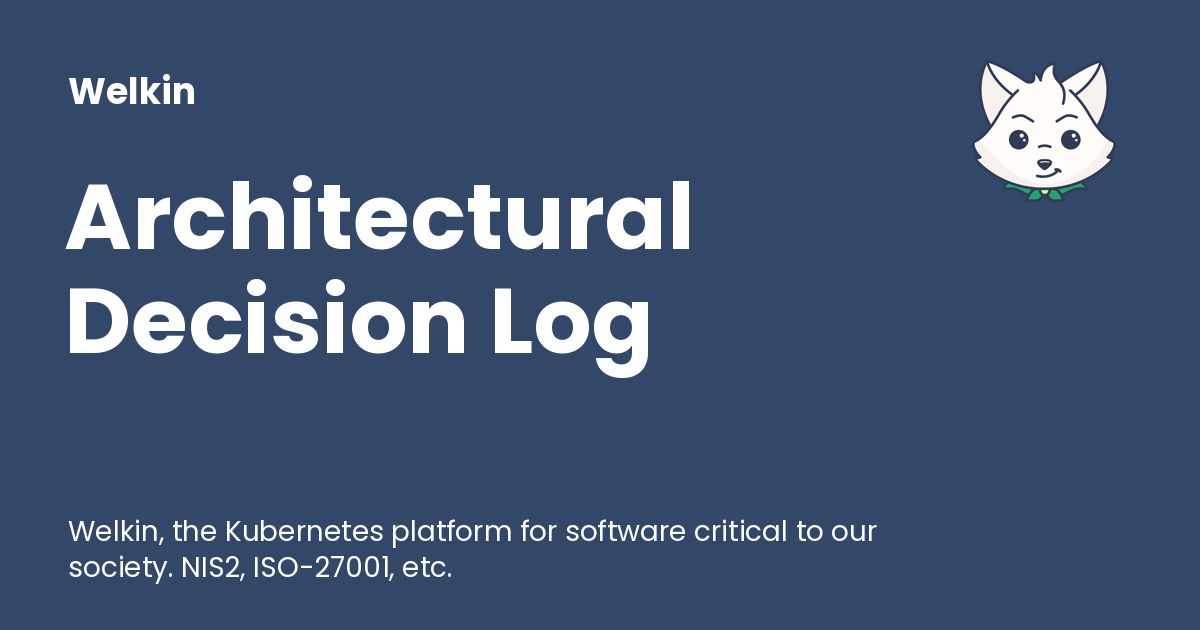 Welkin
Architectural
Decision Log
Welkin, the Kubernetes platform for software critical to our
society. NIS2, ISO-27001, etc.